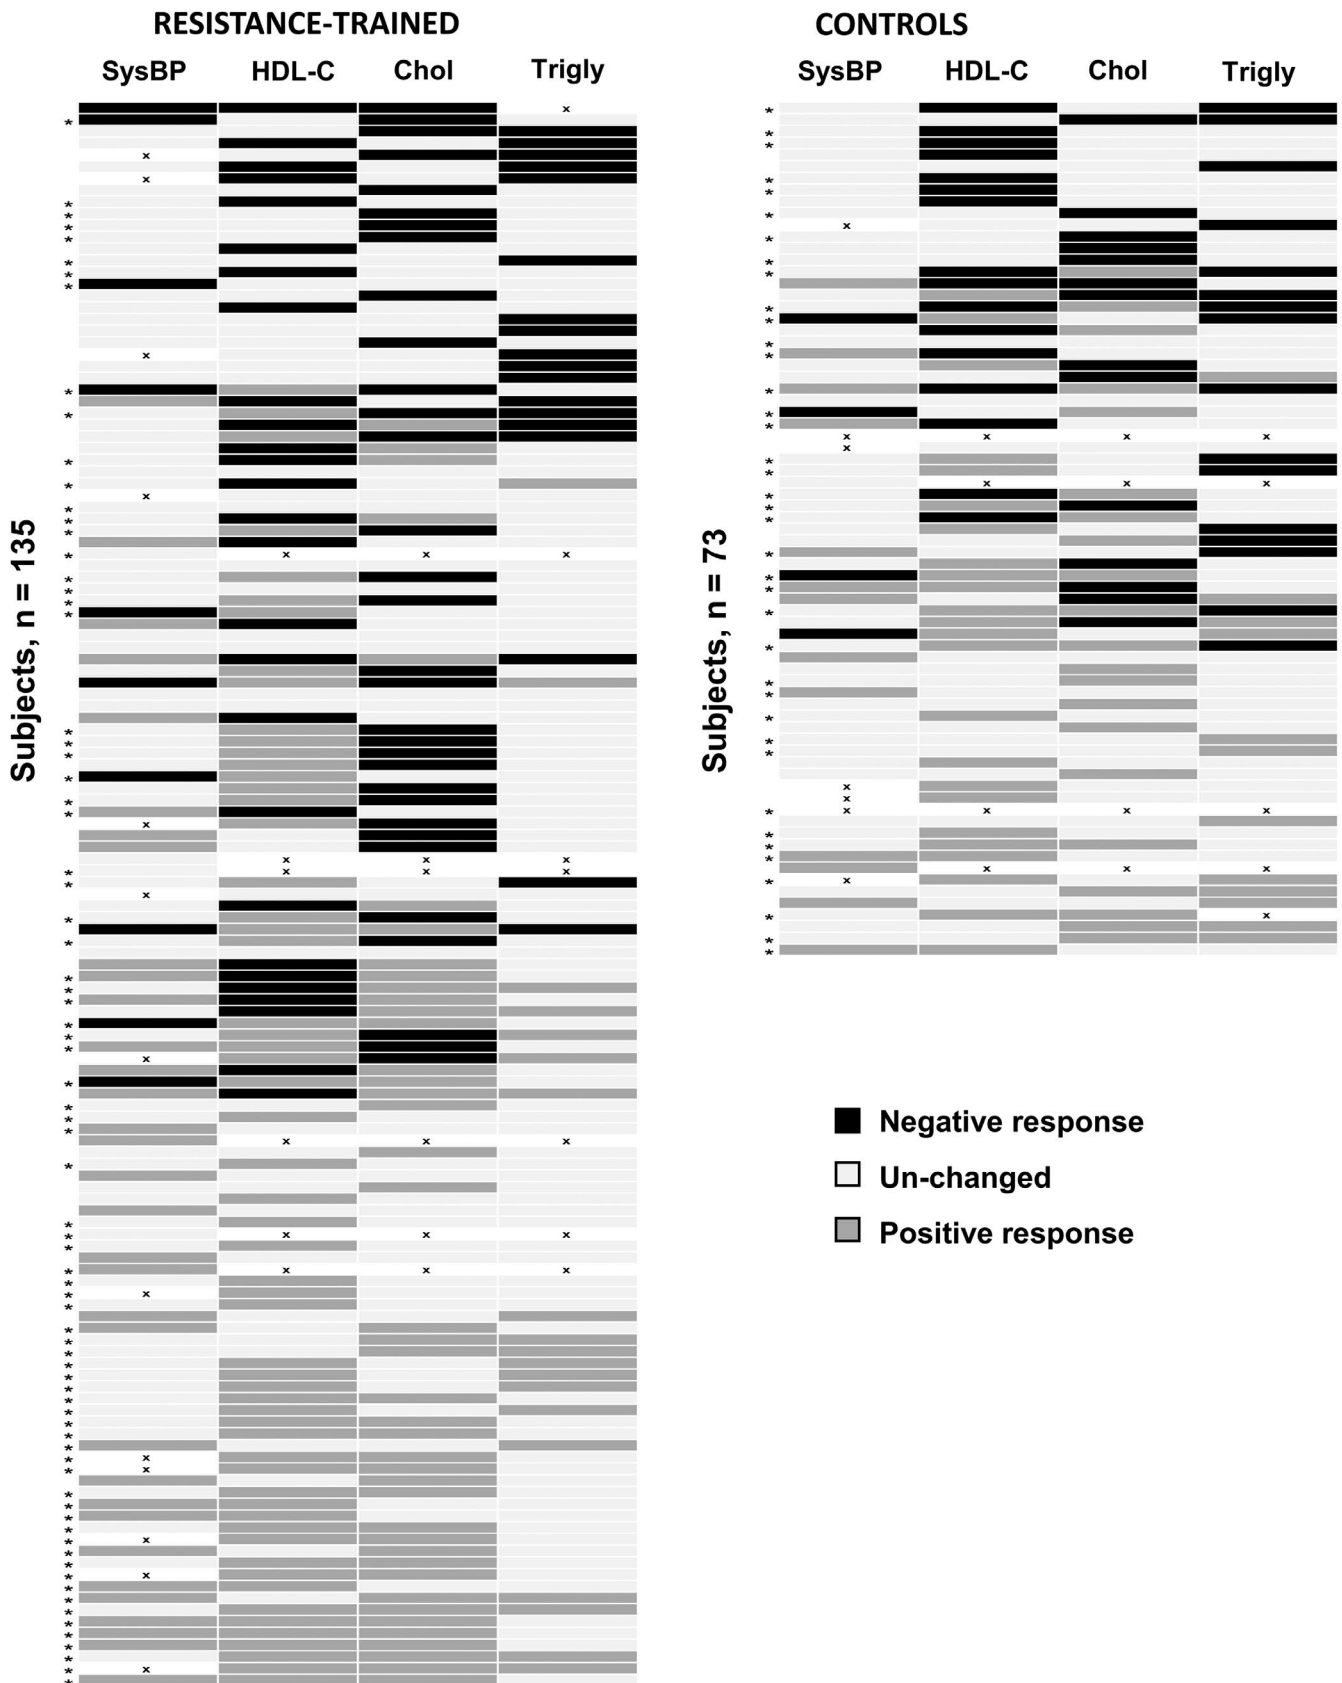 RESISTANCE-TRAINED
CONTROLS
SysBP HDL-C Chol Trigly
SysBP HDL-C Chol Trigly
Subjects, n = 135
Subjects, n = 73
Negative response
Un-changed
Positive response